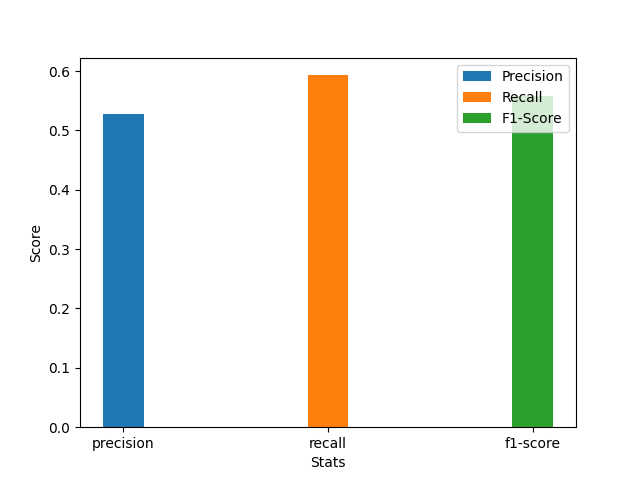 0.6
0.5
0.4
0.3
0.2
0.1
0.0
Score
Precision
Recall
F1-Score
precision
recall
f1-score
Stats